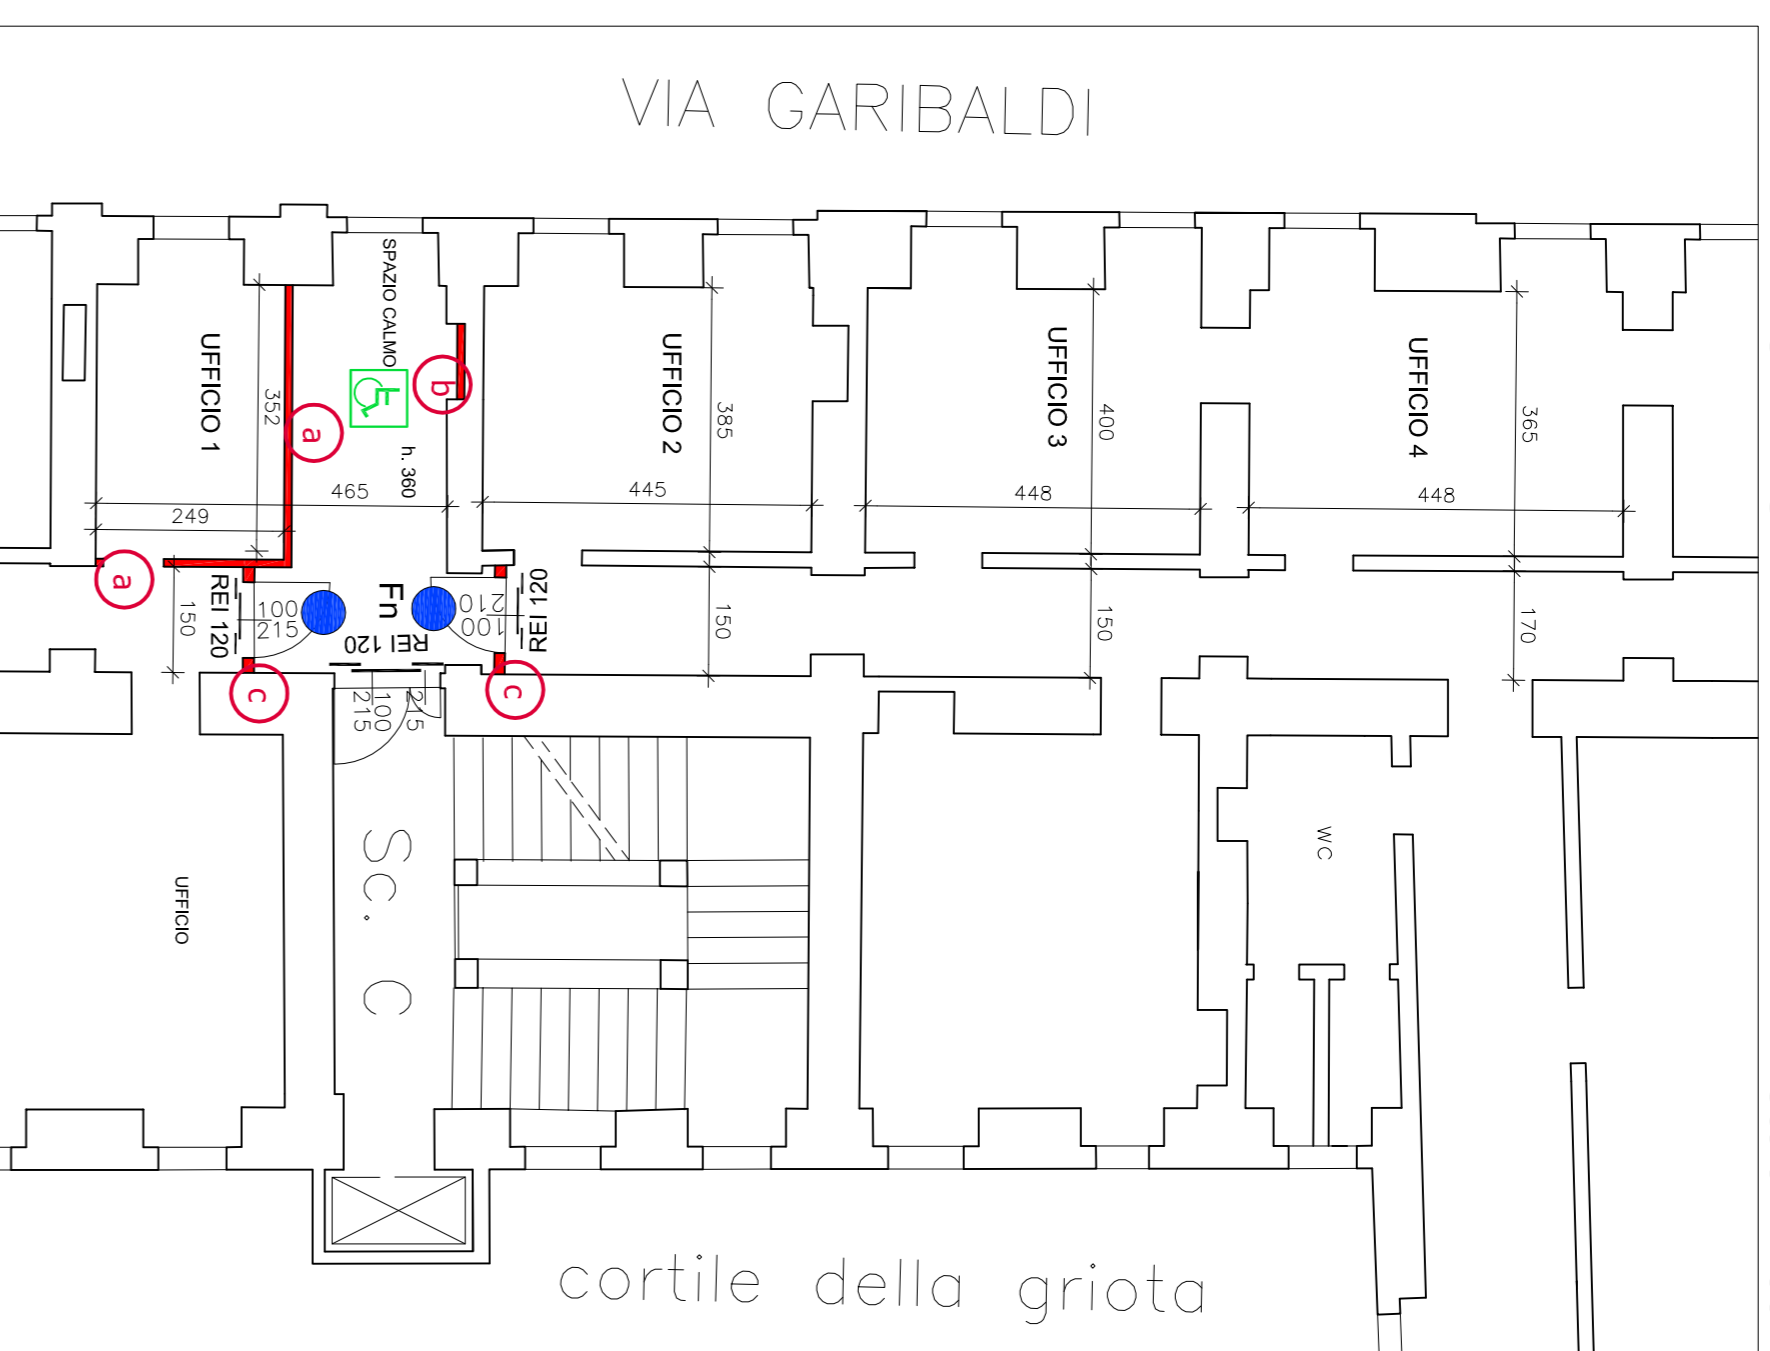 VIA GARIBALDI
SPAZIO CALMO
UFFICIO 1
352
a
b
h. 360
UFFICIO 2
385
UFFICIO 3
400
UFFICIO 4
365
465
249
445
448
448
a
REI 120
150
100
215
Fn
REI 120
210
100
REI 120
150
150
170
c
c
215
100
215
Sc. C
UFFICIO
WC
cortile della griota